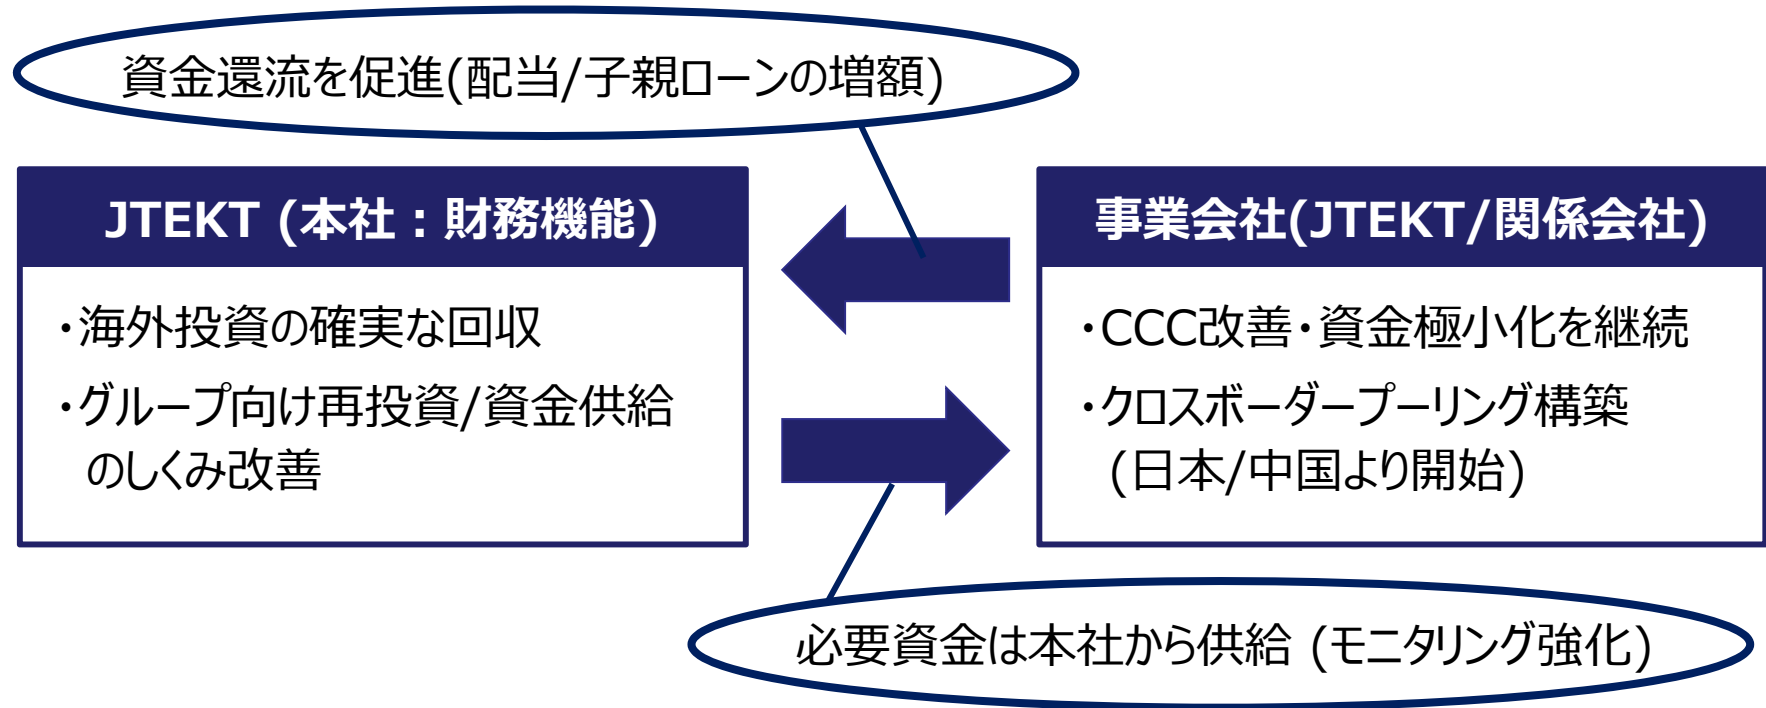 資金還流を促進(配当/子親ローンの増額)
JTEKT (本社：財務機能)
・海外投資の確実な回収
・グループ向け再投資/資金供給
のしくみ改善
事業会社(JTEKT/関係会社)
・CCC改善・資金極小化を継続
・クロスボーダープーリング構築
(日本/中国より開始)
必要資金は本社から供給 (モニタリング強化)